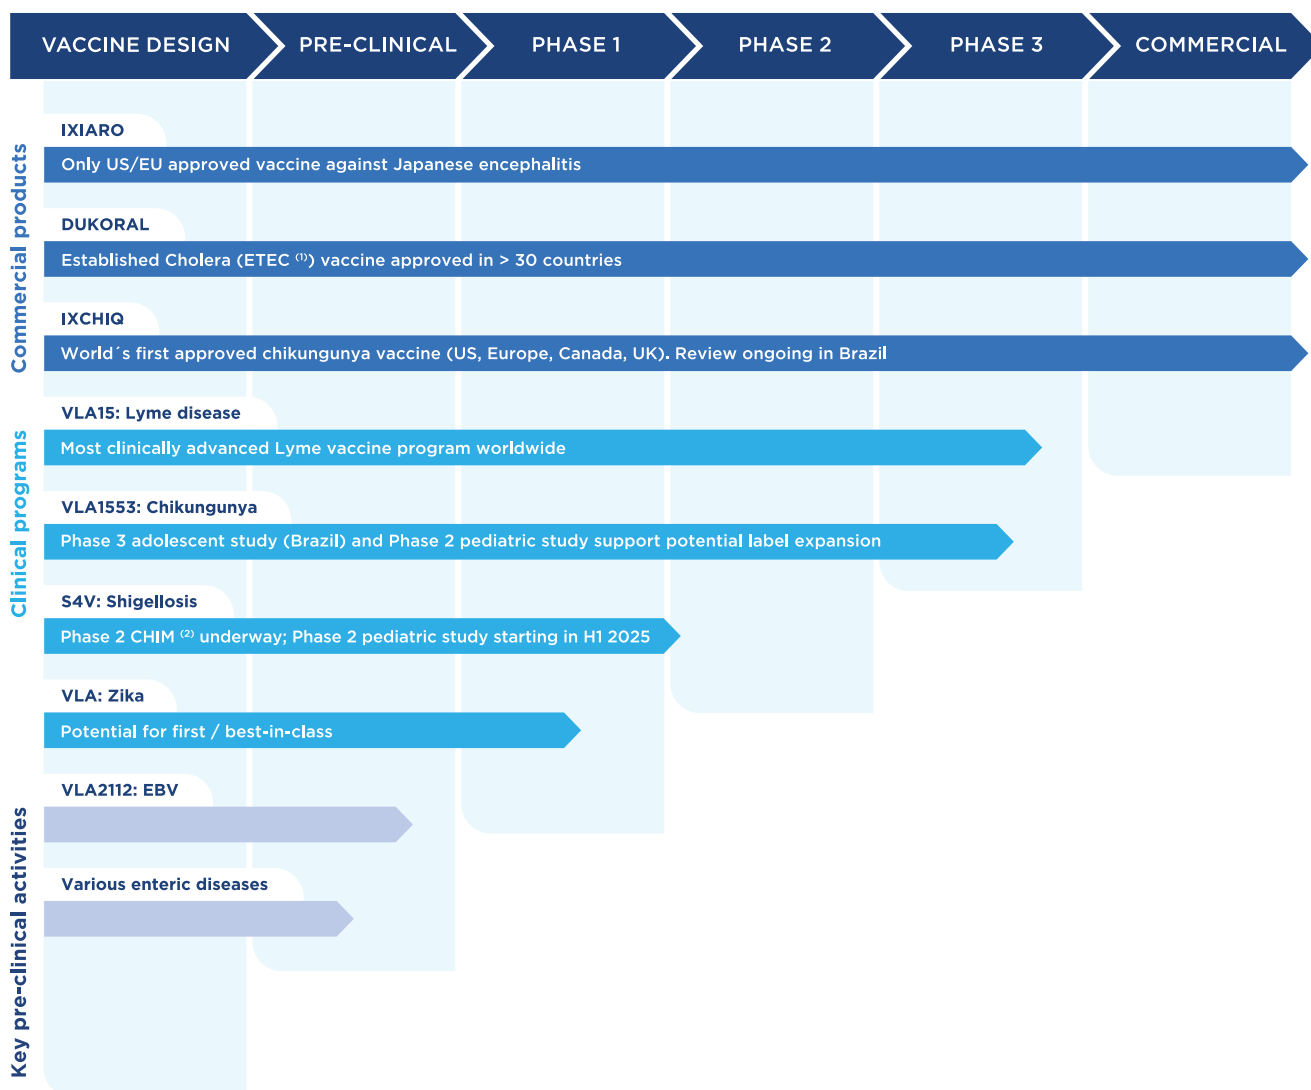 VACCINE DESIGN
PRE-CLINICAL
PHASE 1
PHASE 2
PHASE 3
COMMERCIAL
Commercial products
IXIARO
Only US/EU approved vaccine against Japanese encephalitis
DUKORAL
Established Cholera (ETEC (1)) vaccine approved in > 30 countries
IXCHIQ
World´s first approved chikungunya vaccine (US, Europe, Canada, UK). Review ongoing in Brazil
Clinical programs
VLA15: Lyme disease
Most clinically advanced Lyme vaccine program worldwide
VLA1553: Chikungunya
Phase 3 adolescent study (Brazil) and Phase 2 pediatric study support potential label expansion
S4V: Shigellosis
Phase 2 CHIM (2) underway; Phase 2 pediatric study starting in H1 2025
VLA: Zika
Potential for first / best-in-class
Key pre-clinical activities
VLA2112: EBV
Various enteric diseases